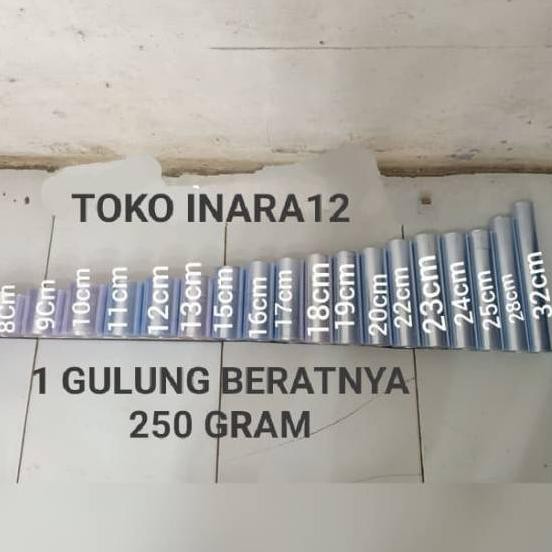 TOKO INARA12
8Cm
9Cm
10cm
11cm
12cm
13cm
15cm
16cm
17cm
18cm
19cm
20cm
22cm
23cm
24cm
25cm
28cm
32cm
1 GULUNG BERATNYA
250 GRAM